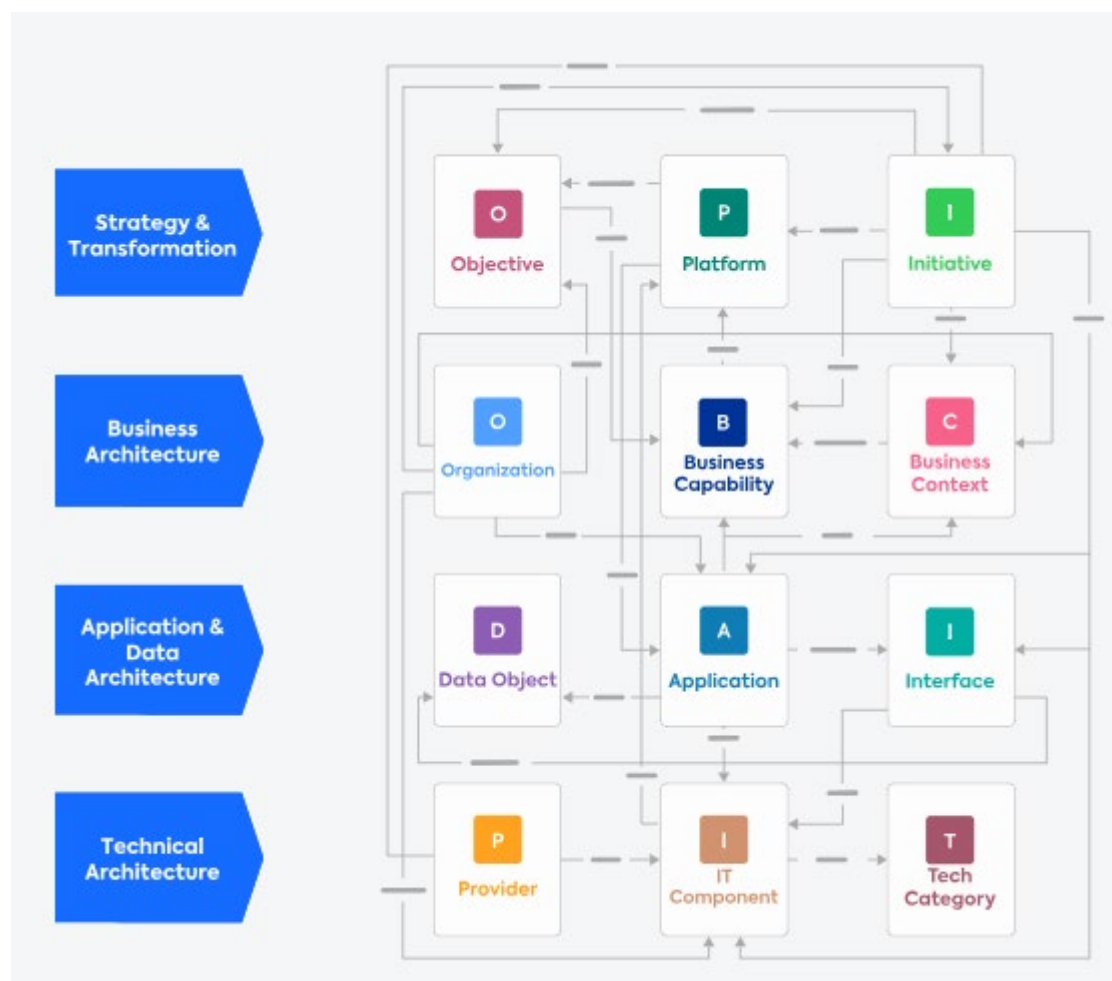 Strategy &
Transformation
O
Objective
P
Platform
I
Initiative
Business
Architecture
O
Organization
B
Business
Capability
C
Business
Context
Application &
Data
Architecture
D
Data Object
A
Application
I
Interface
Technical
Architecture
P
Provider
I
IT
Component
T
Tech
Category